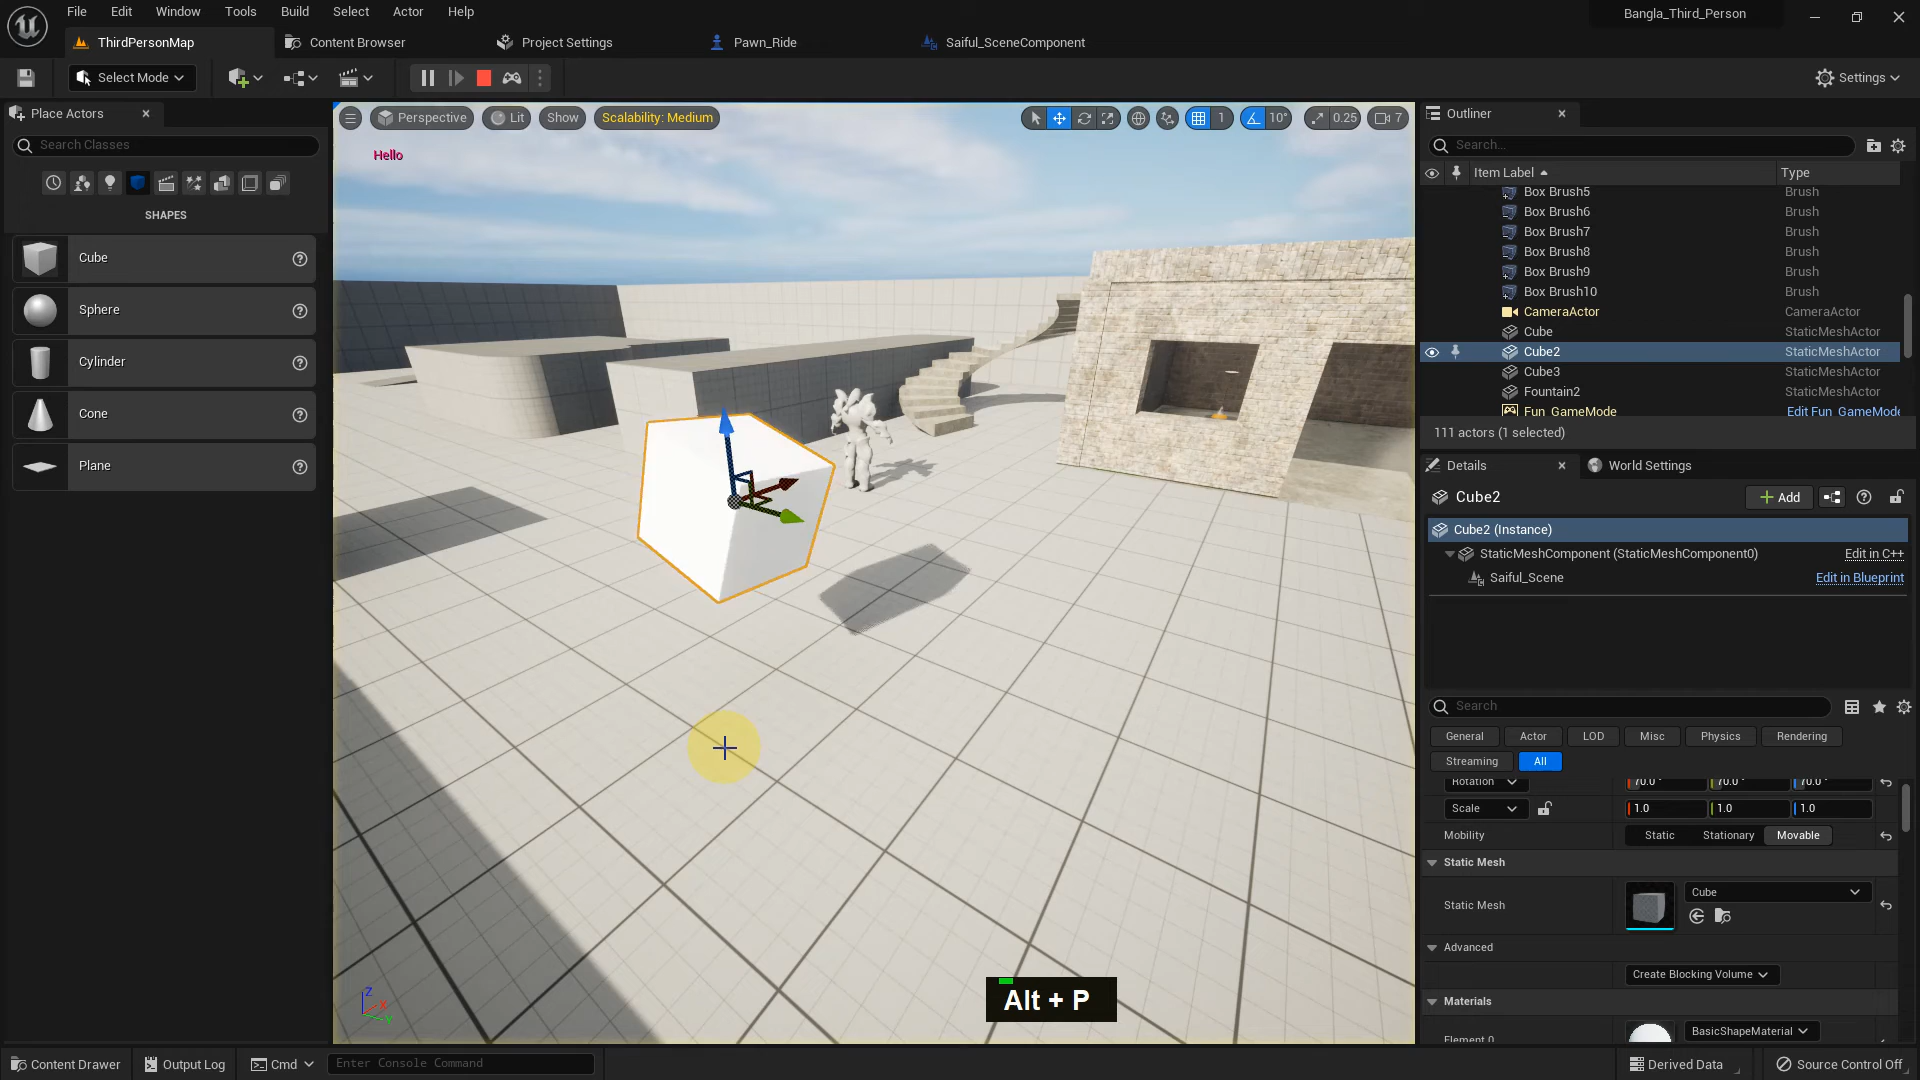 File Edit Window Tools Build Select Actor Help
Bangla_Third_Person
ThirdPersonMap
Content Browser
Project Settings
Pawn_Ride
Saiful_SceneComponent
Select Mode
Settings
Place Actors
Search Classes
SHAPES
Cube
Sphere
Cylinder
Cone
Plane
Perspective
Lit
Show
Scalability: Medium
1
10°
0.25
7
Hello
Z
X
Y
Alt + P
Outliner
Search...
Item Label Type
Box Brush5 Brush
Box Brush6 Brush
Box Brush7 Brush
Box Brush8 Brush
Box Brush9 Brush
Box Brush10 Brush
CameraActor CameraActor
Cube StaticMeshActor
Cube2 StaticMeshActor
Cube3 StaticMeshActor
Fountain2 StaticMeshActor
Fun_GameMode Edit Fun_GameMode
111 actors (1 selected)
Details
World Settings
Cube2
Add
Cube2 (Instance)
StaticMeshComponent (StaticMeshComponent0) Edit in C++
Saiful_Scene Edit in Blueprint
Search
General Actor LOD Misc Physics Rendering
Streaming All
Rotation 70.0° 70.0° 70.0°
Scale 1.0 1.0 1.0
Mobility Static Stationary Movable
Static Mesh
Static Mesh Cube
Advanced
Create Blocking Volume
Materials
Element 0 BasicShapeMaterial
Content Drawer
Output Log
Cmd
Enter Console Command
Derived Data
Source Control Off